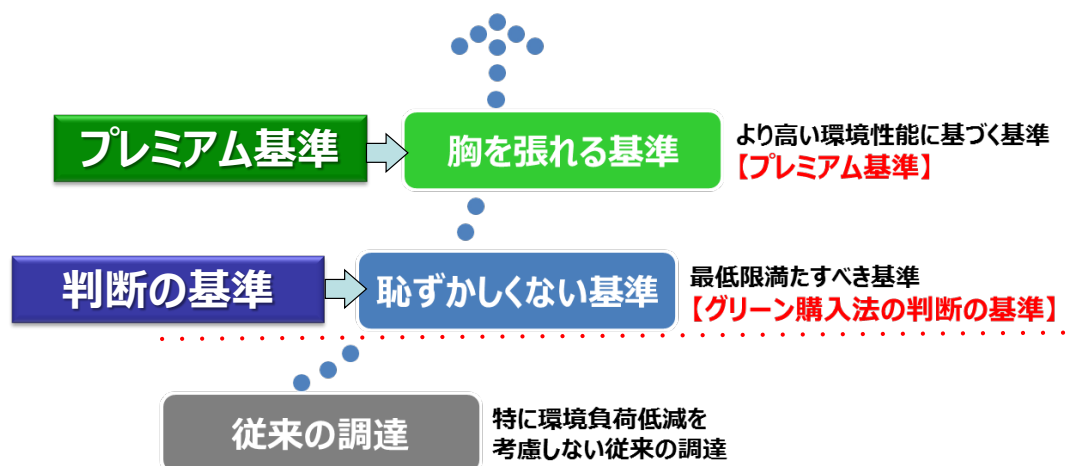 プレミアム基準
胸を張れる基準
より高い環境性能に基づく基準
【プレミアム基準】
判断の基準
恥ずかしくない基準
最低限満たすべき基準
【グリーン購入法の判断の基準】
従来の調達
特に環境負荷低減を
考慮しない従来の調達